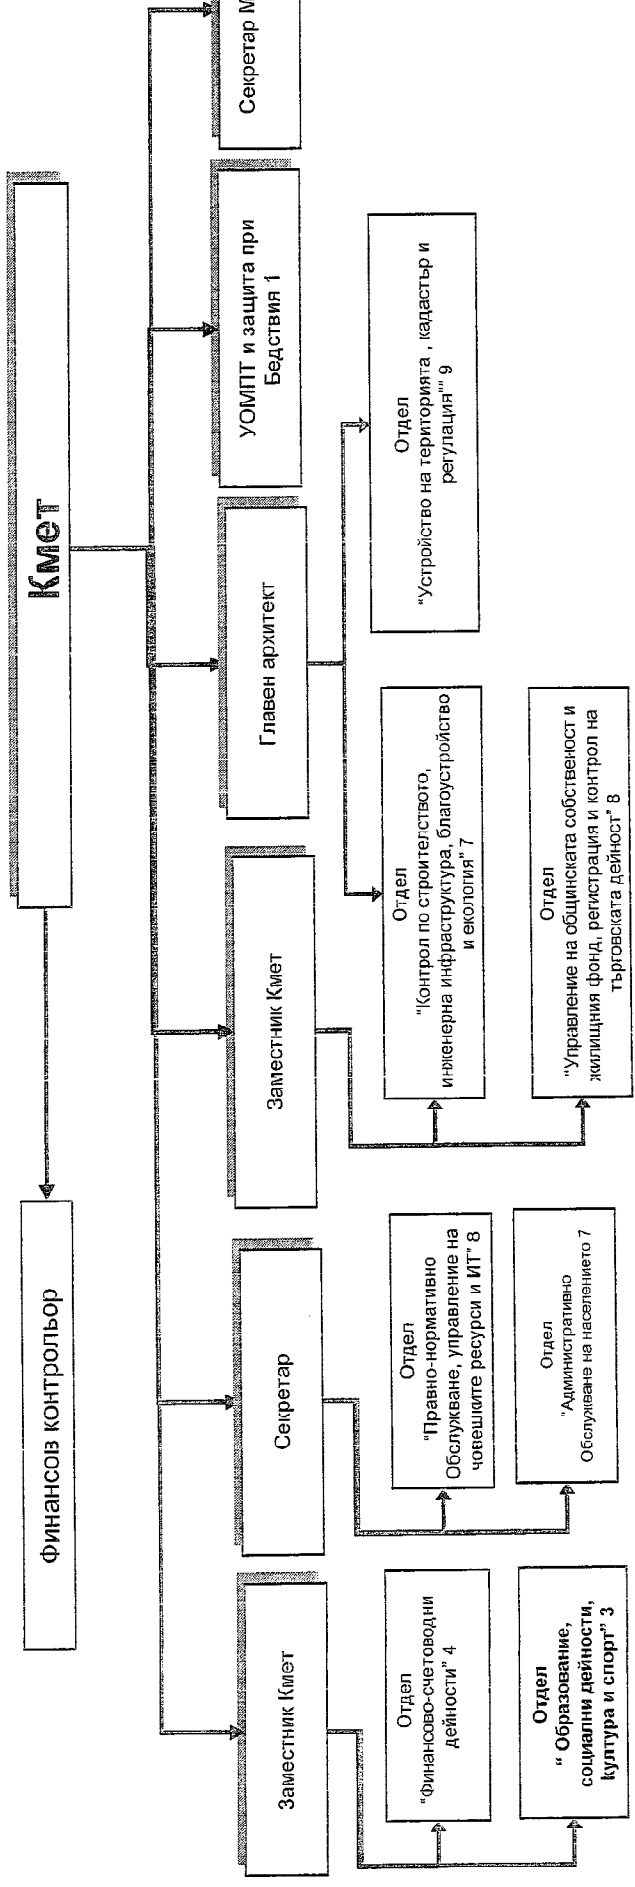 Кмет
Финансов контрольор
Заместник Кмет
Секретар
Заместник Кмет
Главен архитект
УОМПТ и защита при
Бедствия 1
Секретар М
Отдел
“Финансово-счетоводни
дейности” 4
Отдел
“ Образование,
социални дейности,
култура и спорт” 3
Отдел
“Правно-нормативно
Обслужване, управление на
човешките ресурси и ИТ” 8
Отдел
“Административно
Обслужване на населението 7
Отдел
“Контрол по строителството,
инженерна инфраструктура, благоустройство
и екология” 7
Отдел
“Управление на общинската собственост и
жилищния фонд, регистрация и контрол на
търговската дейност” 8
Отдел
“Устройство на територията , кадастър и
регулация”” 9